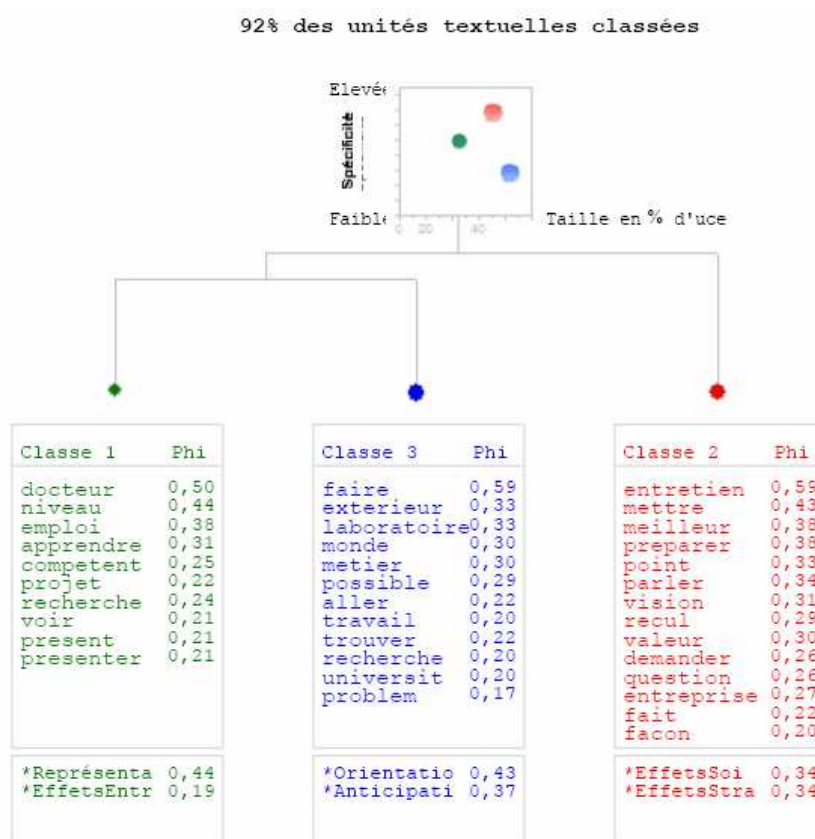 92% des unités textuelles classées
Elevée
Spécificité
Faible
0 20 40
Taille en % d'uce
Classe 1 Phi
docteur 0,50
niveau 0,44
emploi 0,38
apprendre 0,31
competent 0,25
projet 0,22
recherche 0,24
voir 0,21
present 0,21
presenter 0,21
*Représenta 0,44
*EffetsEntr 0,19
Classe 3 Phi
faire 0,59
exterieur 0,33
laboratoire 0,33
monde 0,30
metier 0,30
possible 0,29
aller 0,22
travail 0,20
trouver 0,22
recherche 0,20
universit 0,20
problem 0,17
*Orientatio 0,43
*Anticipati 0,37
Classe 2 Phi
entretien 0,59
mettre 0,43
meilleur 0,38
preparer 0,38
point 0,33
parler 0,34
vision 0,31
recul 0,29
valeur 0,30
demander 0,26
question 0,26
entreprise 0,27
fait 0,22
facon 0,20
*EffetsSoi 0,34
*EffetsStra 0,34